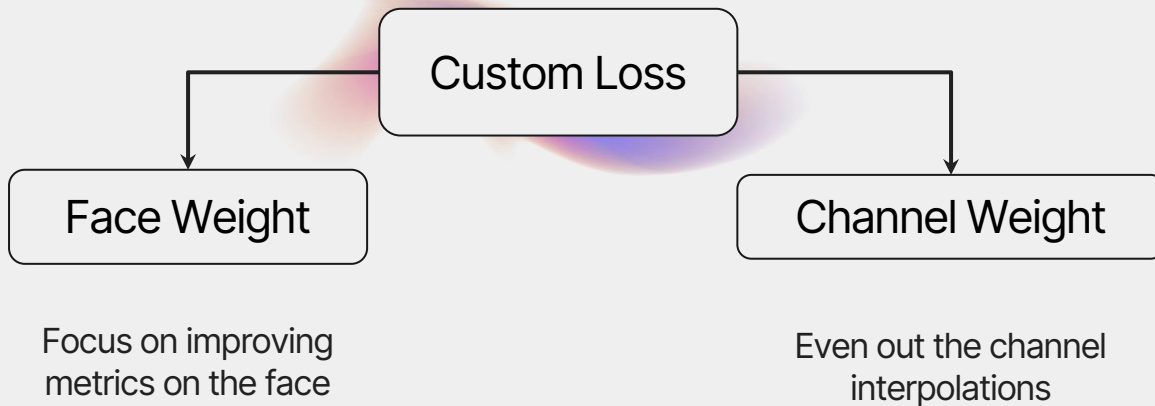 Custom Loss
Face Weight
Channel Weight
Focus on improving
metrics on the face
Even out the channel
interpolations